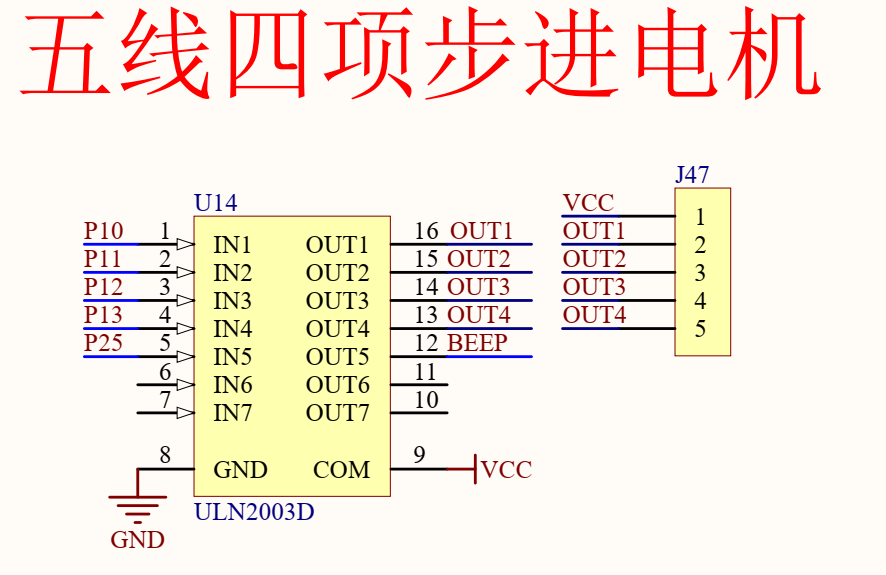 五线四项步进电机
U14
P10 1 IN1 OUT1 16 OUT1
P11 2 IN2 OUT2 15 OUT2
P12 3 IN3 OUT3 14 OUT3
P13 4 IN4 OUT4 13 OUT4
P25 5 IN5 OUT5 12 BEEP
6 IN6 OUT6 11
7 IN7 OUT7 10
8 GND COM 9 VCC
GND
ULN2003D
J47
VCC 1
OUT1 2
OUT2 3
OUT3 4
OUT4 5